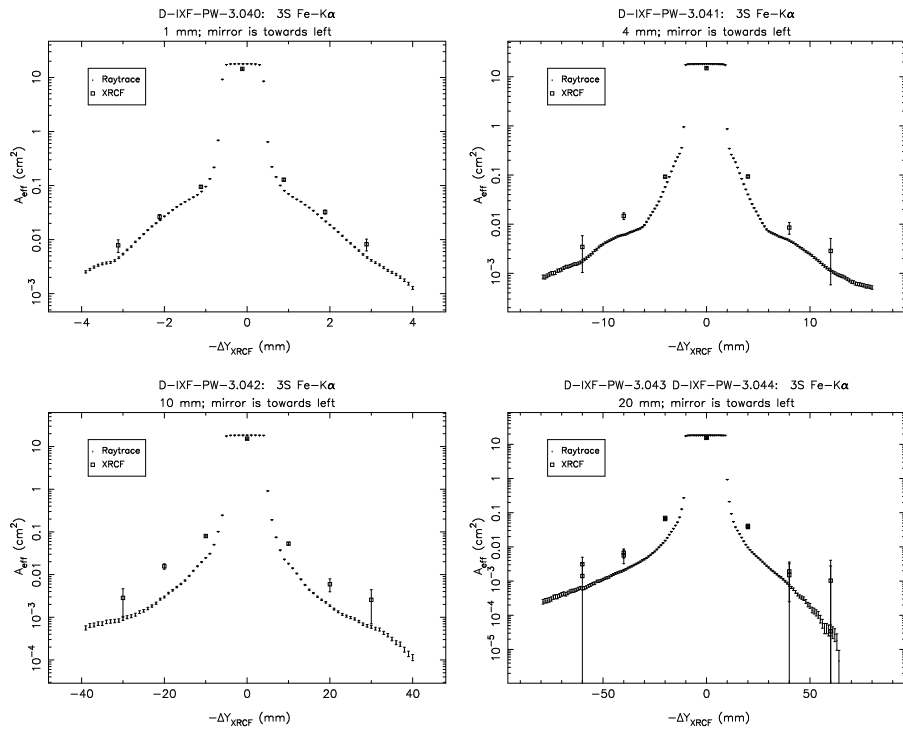 D-IXF-PW-3.040: 3S Fe-Kα
1 mm; mirror is towards left
Raytrace
XRCF
A_eff (cm²)
10
1
0.1
0.01
10⁻³
-4 -2 0 2 4
-ΔY_XRCF (mm)
D-IXF-PW-3.041: 3S Fe-Kα
4 mm; mirror is towards left
Raytrace
XRCF
A_eff (cm²)
10
1
0.1
0.01
10⁻³
-10 0 10
-ΔY_XRCF (mm)
D-IXF-PW-3.042: 3S Fe-Kα
10 mm; mirror is towards left
Raytrace
XRCF
A_eff (cm²)
10
1
0.1
0.01
10⁻³
10⁻⁴
-40 -20 0 20 40
-ΔY_XRCF (mm)
D-IXF-PW-3.043 D-IXF-PW-3.044: 3S Fe-Kα
20 mm; mirror is towards left
Raytrace
XRCF
A_eff (cm²)
10
1
0.1
0.01
10⁻³
10⁻⁴
10⁻⁵
-50 0 50
-ΔY_XRCF (mm)